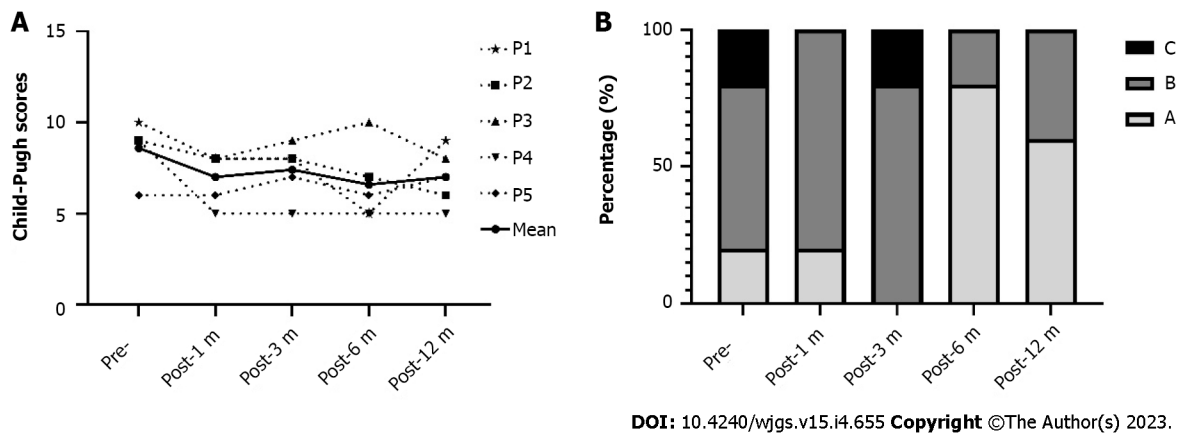 A
Child-Pugh scores
15
10
5
0
Pre-
Post-1 m
Post-3 m
Post-6 m
Post-12 m
P1
P2
P3
P4
P5
Mean
B
Percentage (%)
100
50
0
Pre-
Post-1 m
Post-3 m
Post-6 m
Post-12 m
C
B
A
DOI: 10.4240/wjgs.v15.i4.655 Copyright ©The Author(s) 2023.